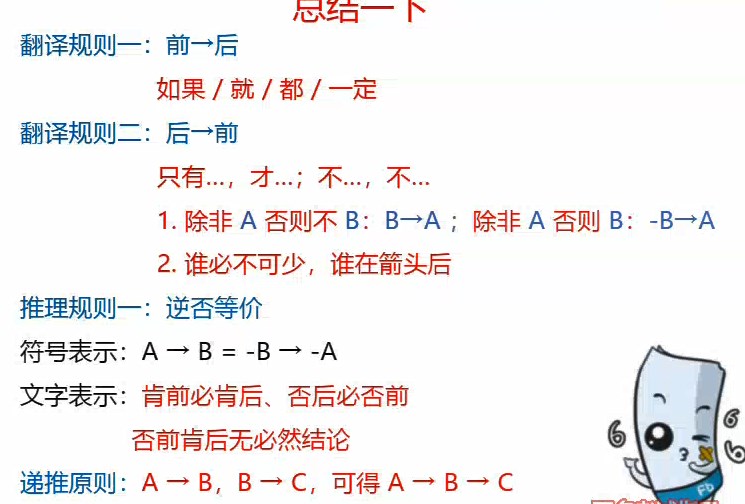 总结一下
翻译规则一：前→后
如果 / 就 / 都 / 一定
翻译规则二：后→前
只有…，才…；不…，不…
1. 除非 A 否则不 B：B→A ；除非 A 否则 B：-B→A
2. 谁必不可少，谁在箭头后
推理规则一：逆否等价
符号表示：A → B = -B → -A
文字表示：肯前必肯后、否后必否前
否前肯后无必然结论
递推原则：A → B，B → C，可得 A → B → C
6
6
6
Fb